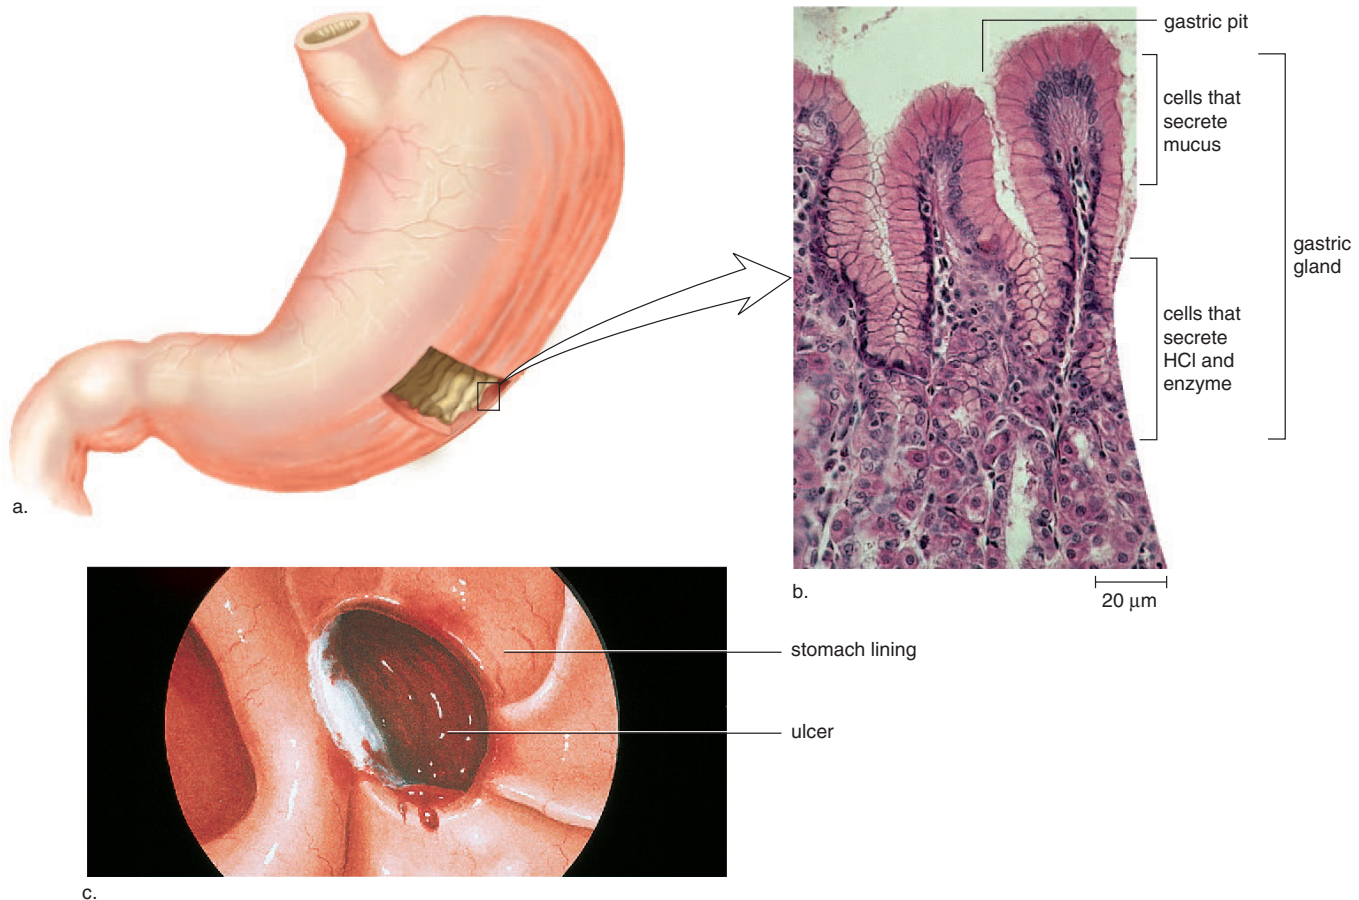 gastric pit
cells that
secrete
mucus
gastric
gland
cells that
secrete
HCl and
enzyme
a.
b.
20 μm
stomach lining
ulcer
c.